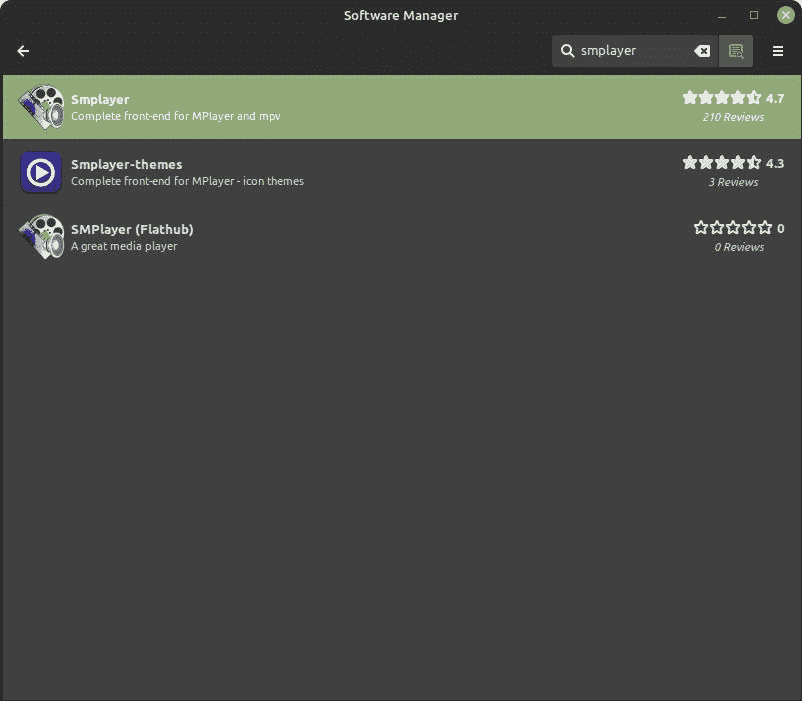 Software Manager
smplayer
Smplayer
Complete front-end for MPlayer and mpv
4.7
210 Reviews
Smplayer-themes
Complete front-end for MPlayer - icon themes
4.3
3 Reviews
SMPlayer (Flathub)
A great media player
0
0 Reviews